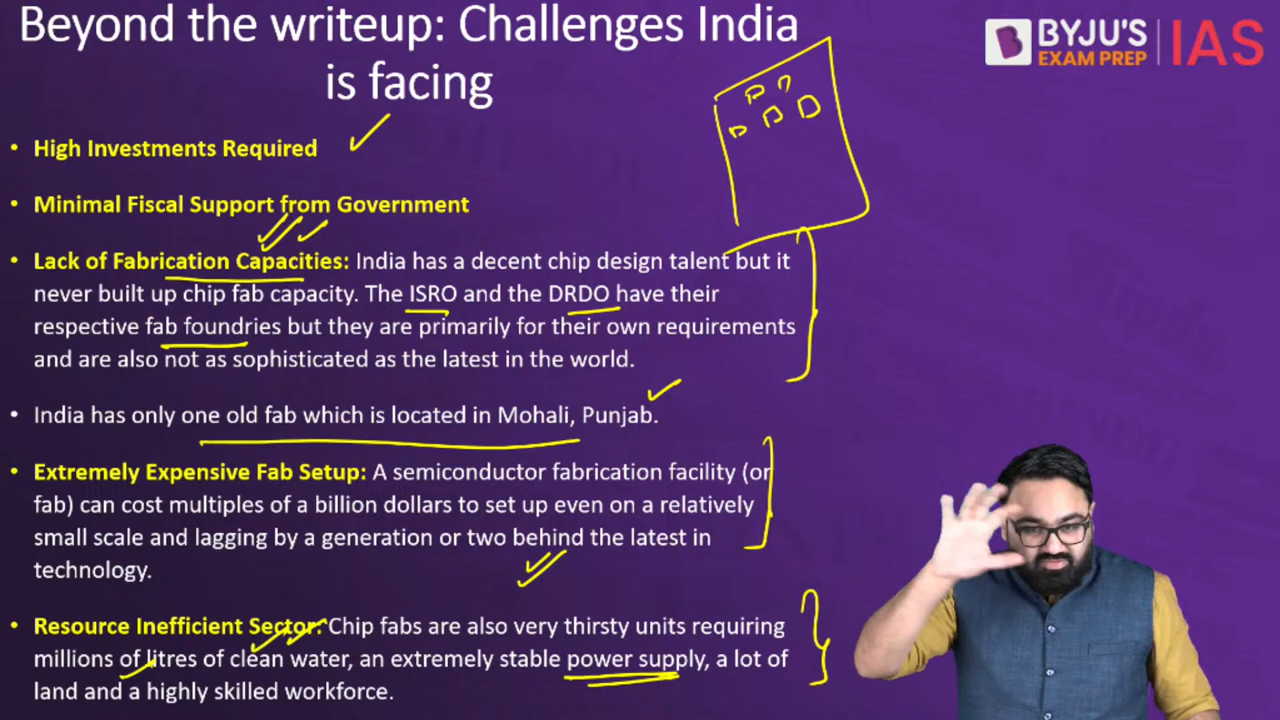 Beyond the writeup: Challenges India
is facing
BYJU'S
EXAM PREP
IAS
• High Investments Required
• Minimal Fiscal Support from Government
• Lack of Fabrication Capacities: India has a decent chip design talent but it
never built up chip fab capacity. The ISRO and the DRDO have their
respective fab foundries but they are primarily for their own requirements
and are also not as sophisticated as the latest in the world.
• India has only one old fab which is located in Mohali, Punjab.
• Extremely Expensive Fab Setup: A semiconductor fabrication facility (or
fab) can cost multiples of a billion dollars to set up even on a relatively
small scale and lagging by a generation or two behind the latest in
technology.
• Resource Inefficient Sector: Chip fabs are also very thirsty units requiring
millions of litres of clean water, an extremely stable power supply, a lot of
land and a highly skilled workforce.